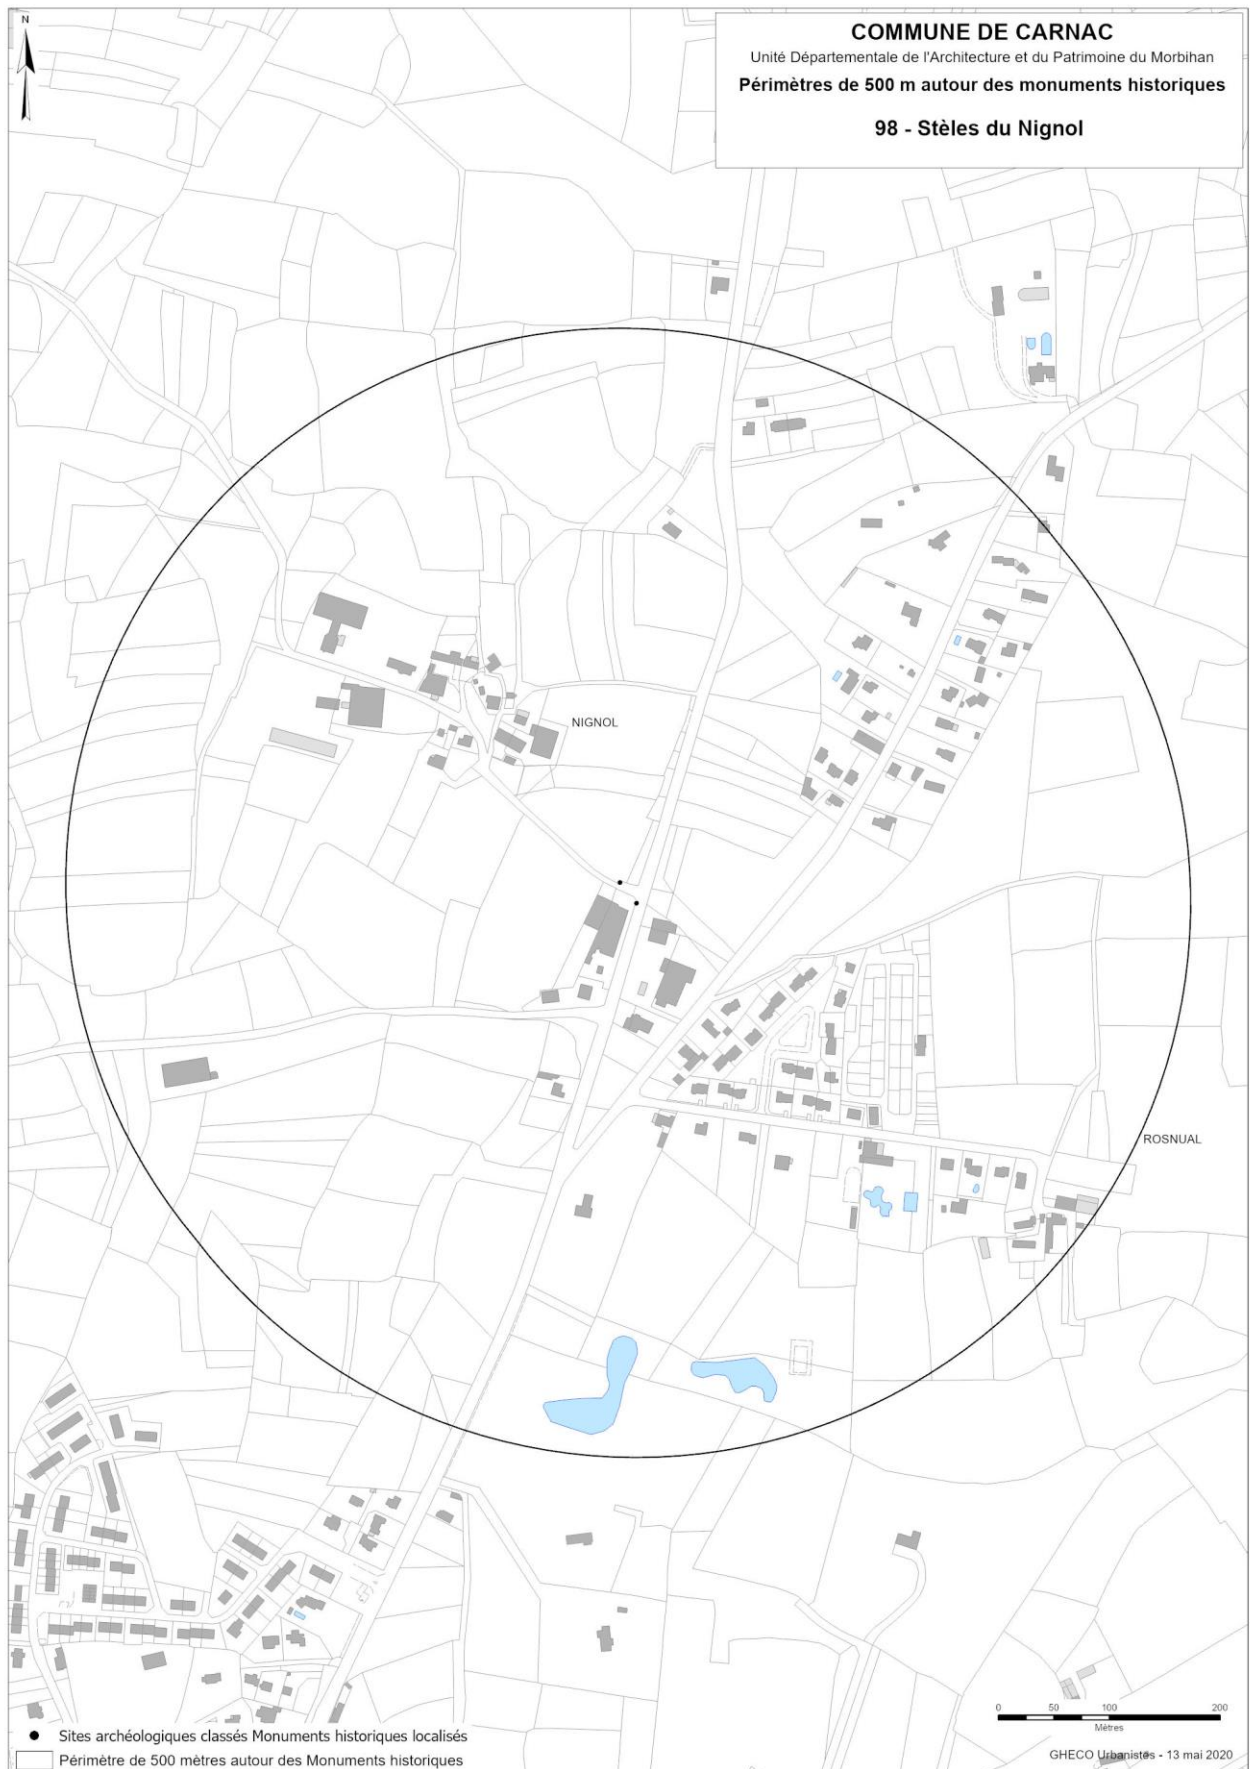 N
COMMUNE DE CARNAC
Unité Départementale de l'Architecture et du Patrimoine du Morbihan
Périmètres de 500 m autour des monuments historiques
98 - Stèles du Nignol
NIGNOL
ROSNUAL
0 50 100 200
Mètres
Sites archéologiques classés Monuments historiques localisés
Périmètre de 500 mètres autour des Monuments historiques
GHECO Urbanistes - 13 mai 2020